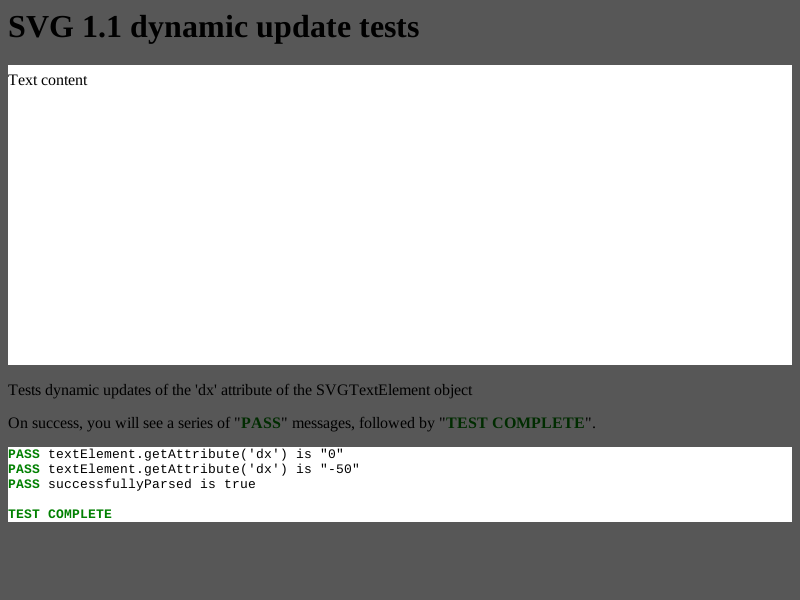 SVG 1.1 dynamic update tests
Text content
Tests dynamic updates of the 'dx' attribute of the SVGTextElement object
On success, you will see a series of "PASS" messages, followed by "TEST COMPLETE".
PASS textElement.getAttribute('dx') is "0"
PASS textElement.getAttribute('dx') is "-50"
PASS successfullyParsed is true
TEST COMPLETE